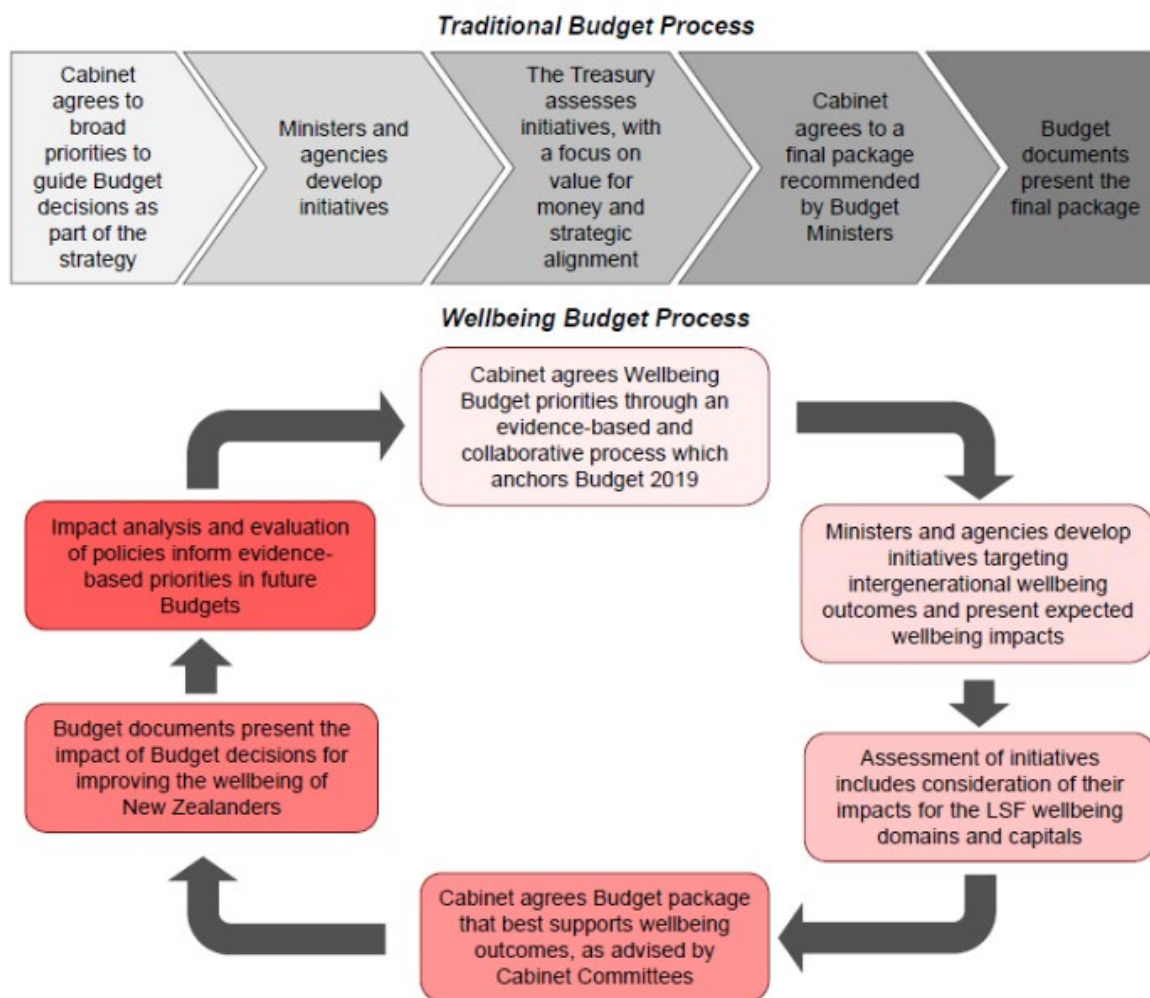 Traditional Budget Process
Cabinet
agrees to
broad
priorities to
guide Budget
decisions as
part of the
strategy
Ministers and
agencies
develop
initiatives
The Treasury
assesses
initiatives, with
a focus on
value for
money and
strategic
alignment
Cabinet
agrees to a
final package
recommended
by Budget
Ministers
Budget
documents
present the
final package
Wellbeing Budget Process
Cabinet agrees Wellbeing
Budget priorities through an
evidence-based and
collaborative process which
anchors Budget 2019
Ministers and agencies develop
initiatives targeting
intergenerational wellbeing
outcomes and present expected
wellbeing impacts
Assessment of initiatives
includes consideration of their
impacts for the LSF wellbeing
domains and capitals
Cabinet agrees Budget package
that best supports wellbeing
outcomes, as advised by
Cabinet Committees
Budget documents present the
impact of Budget decisions for
improving the wellbeing of
New Zealanders
Impact analysis and evaluation
of policies inform evidence-
based priorities in future
Budgets